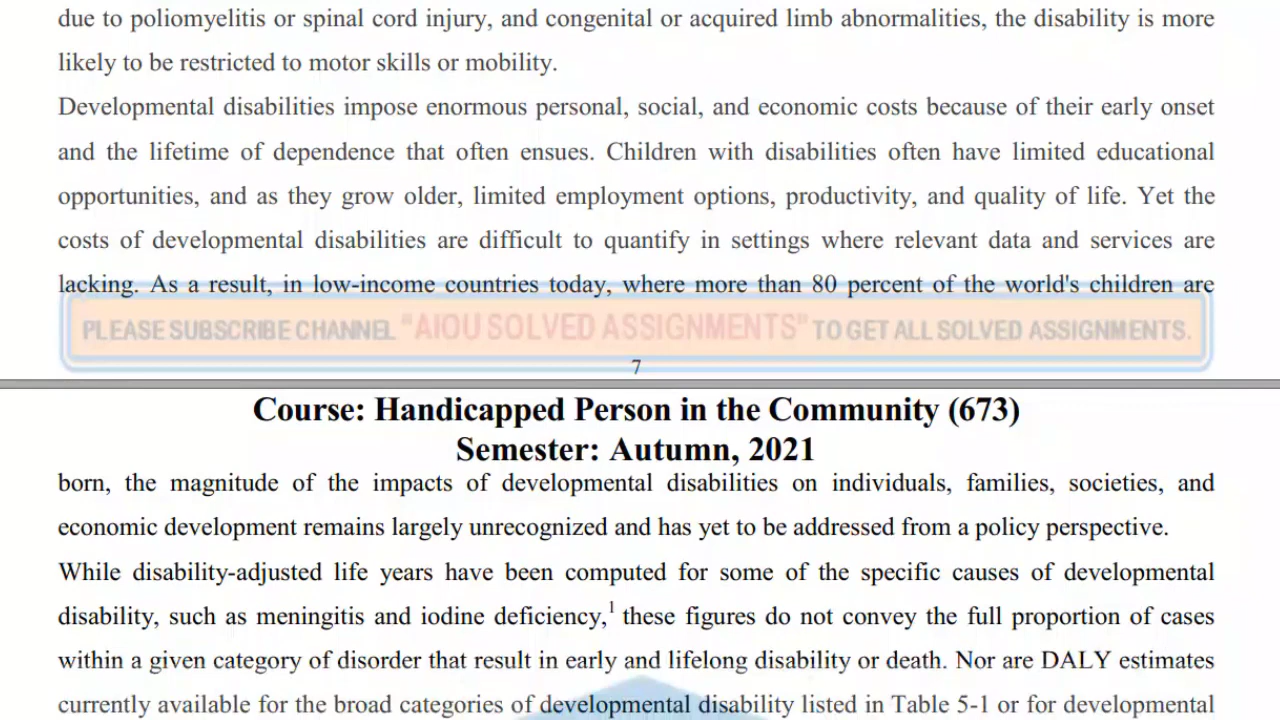 due to poliomyelitis or spinal cord injury, and congenital or acquired limb abnormalities, the disability is more
likely to be restricted to motor skills or mobility.
Developmental disabilities impose enormous personal, social, and economic costs because of their early onset
and the lifetime of dependence that often ensues. Children with disabilities often have limited educational
opportunities, and as they grow older, limited employment options, productivity, and quality of life. Yet the
costs of developmental disabilities are difficult to quantify in settings where relevant data and services are
lacking. As a result, in low-income countries today, where more than 80 percent of the world's children are
PLEASE SUBSCRIBE CHANNEL "AIOU SOLVED ASSIGNMENTS" TO GET ALL SOLVED ASSIGNMENTS.
7
Course: Handicapped Person in the Community (673)
Semester: Autumn, 2021
born, the magnitude of the impacts of developmental disabilities on individuals, families, societies, and
economic development remains largely unrecognized and has yet to be addressed from a policy perspective.
While disability-adjusted life years have been computed for some of the specific causes of developmental
disability, such as meningitis and iodine deficiency,1 these figures do not convey the full proportion of cases
within a given category of disorder that result in early and lifelong disability or death. Nor are DALY estimates
currently available for the broad categories of developmental disability listed in Table 5-1 or for developmental